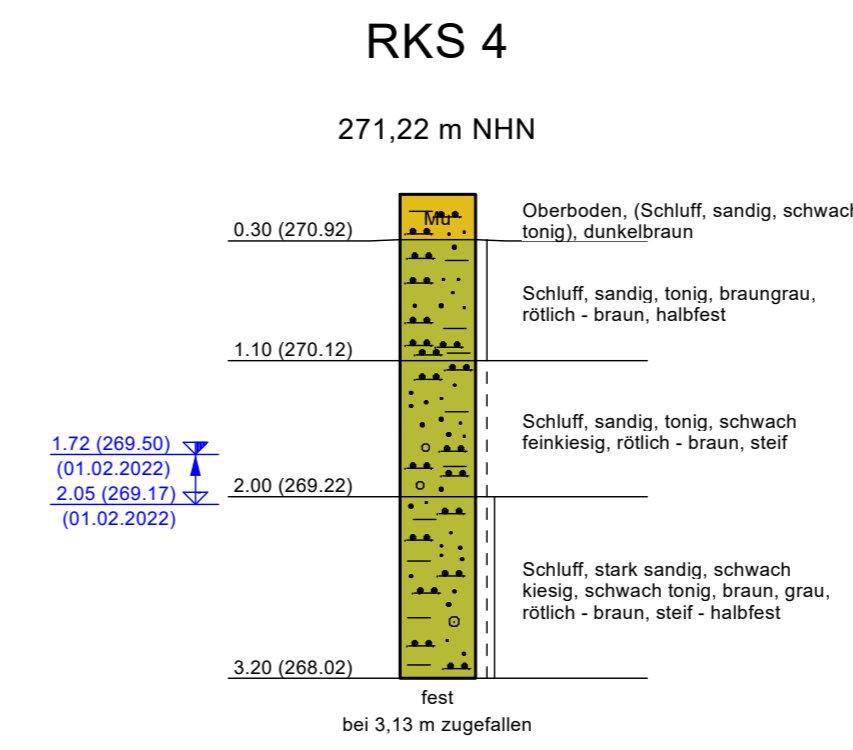 RKS 4
271,22 m NHN
Mu
0.30 (270.92)
Oberboden, (Schluff, sandig, schwach
tonig), dunkelbraun
Schluff, sandig, tonig, braungrau,
rötlich - braun, halbfest
1.10 (270.12)
Schluff, sandig, tonig, schwach
feinkiesig, rötlich - braun, steif
1.72 (269.50)
(01.02.2022)
2.05 (269.17)
(01.02.2022)
2.00 (269.22)
Schluff, stark sandig, schwach
kiesig, schwach tonig, braun, grau,
rötlich - braun, steif - halbfest
3.20 (268.02)
fest
bei 3,13 m zugefallen